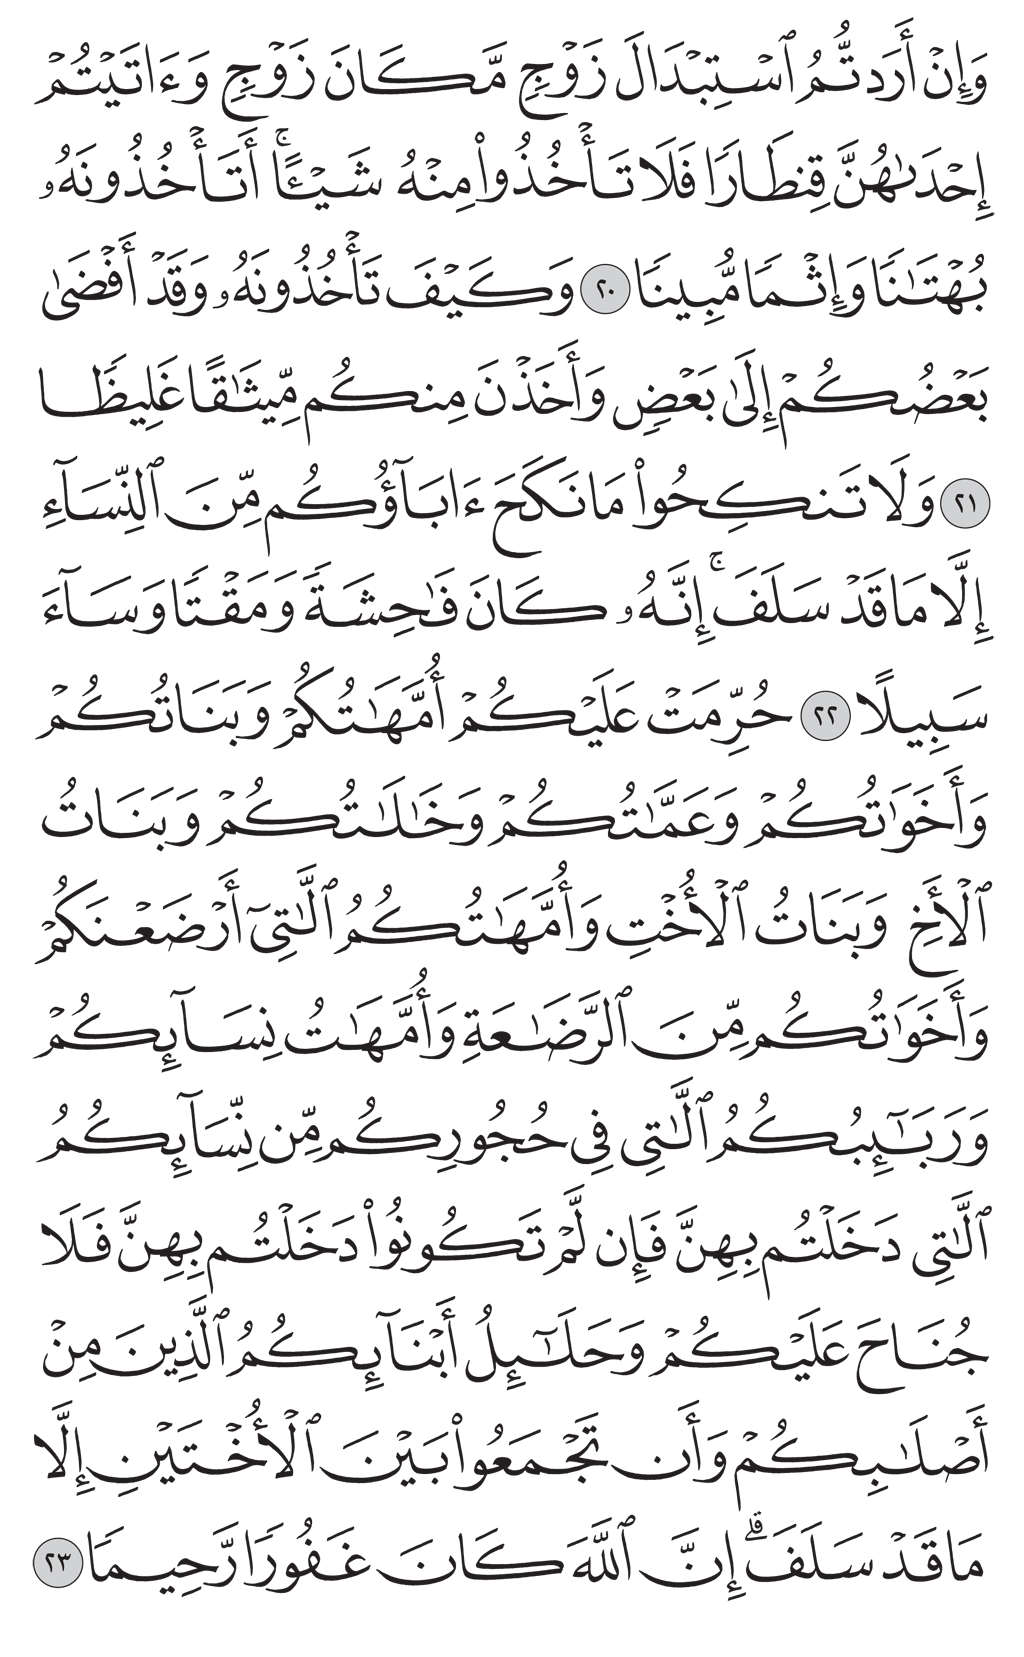 وَإِنْ أَرَدتُّمُ ٱسْتِبْدَالَ زَوْجٍ مَّكَانَ زَوْجٍ وَءَاتَيْتُمْ
إِحْدَىٰهُنَّ قِنطَارًا فَلَا تَأْخُذُوا۟ مِنْهُ شَيْـًٔا ۚ أَتَأْخُذُونَهُۥ
بُهْتَـٰنًا وَإِثْمًا مُّبِينًا ٢٠ وَكَيْفَ تَأْخُذُونَهُۥ وَقَدْ أَفْضَىٰ
بَعْضُكُمْ إِلَىٰ بَعْضٍ وَأَخَذْنَ مِنكُم مِّيثَـٰقًا غَلِيظًا
٢١ وَلَا تَنكِحُوا۟ مَا نَكَحَ ءَابَآؤُكُم مِّنَ ٱلنِّسَآءِ
إِلَّا مَا قَدْ سَلَفَ ۚ إِنَّهُۥ كَانَ فَـٰحِشَةً وَمَقْتًا وَسَآءَ
سَبِيلًا ٢٢ حُرِّمَتْ عَلَيْكُمْ أُمَّهَـٰتُكُمْ وَبَنَاتُكُمْ
وَأَخَوَٰتُكُمْ وَعَمَّـٰتُكُمْ وَخَـٰلَـٰتُكُمْ وَبَنَاتُ
ٱلْأَخِ وَبَنَاتُ ٱلْأُخْتِ وَأُمَّهَـٰتُكُمُ ٱلَّـٰتِىٓ أَرْضَعْنَكُمْ
وَأَخَوَٰتُكُم مِّنَ ٱلرَّضَـٰعَةِ وَأُمَّهَـٰتُ نِسَآئِكُمْ
وَرَبَـٰٓئِبُكُمُ ٱلَّـٰتِى فِى حُجُورِكُم مِّن نِّسَآئِكُمُ
ٱلَّـٰتِى دَخَلْتُم بِهِنَّ فَإِن لَّمْ تَكُونُوا۟ دَخَلْتُم بِهِنَّ فَلَا
جُنَاحَ عَلَيْكُمْ وَحَلَـٰٓئِلُ أَبْنَآئِكُمُ ٱلَّذِينَ مِنْ
أَصْلَـٰبِكُمْ وَأَن تَجْمَعُوا۟ بَيْنَ ٱلْأُخْتَيْنِ إِلَّا
مَا قَدْ سَلَفَ ۗ إِنَّ ٱللَّهَ كَانَ غَفُورًا رَّحِيمًا ٢٣